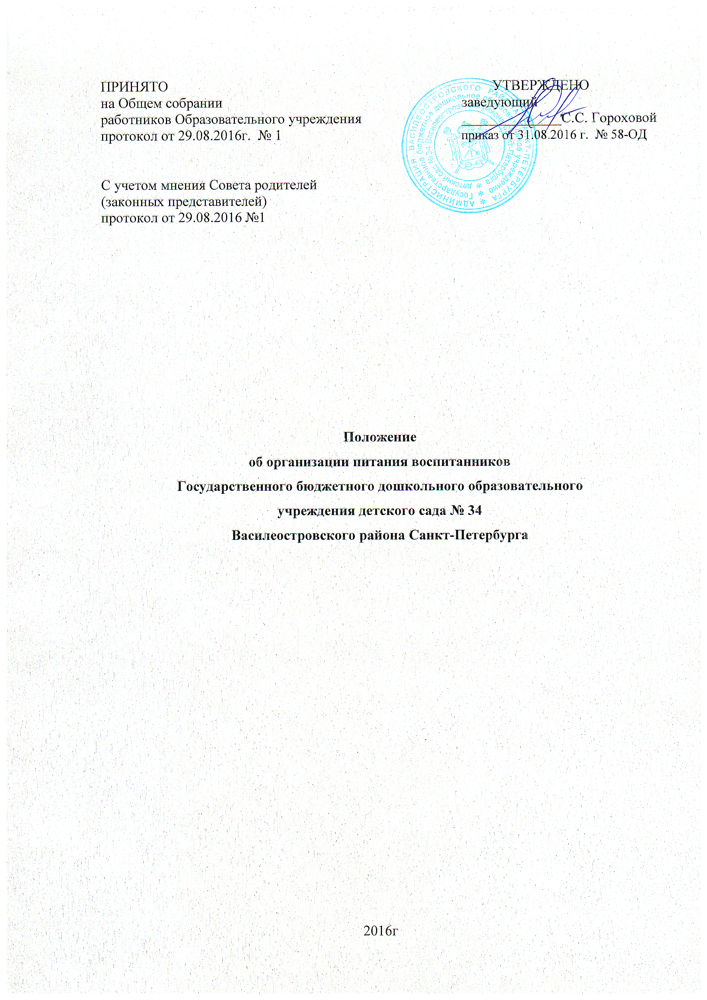 ПРИНЯТО
на Общем собрании
работников Образовательного учреждения
протокол от 29.08.2016г. № 1
С учетом мнения Совета родителей
(законных представителей)
протокол от 29.08.2016 №1
УТВЕРЖДЕНО
заведующий
С.С. Гороховой
приказ от 31.08.2016 г. № 58-ОД
АДМИНИСТРАЦИЯ ВАСИЛЕОСТРОВСКОГО РАЙОНА САНКТ-ПЕТЕРБУРГА
Государственное бюджетное дошкольное образовательное учреждение
детский сад №34 Василеостровского района Санкт-Петербурга
Положение
об организации питания воспитанников
Государственного бюджетного дошкольного образовательного
учреждения детского сада № 34
Василеостровского района Санкт-Петербурга
2016г